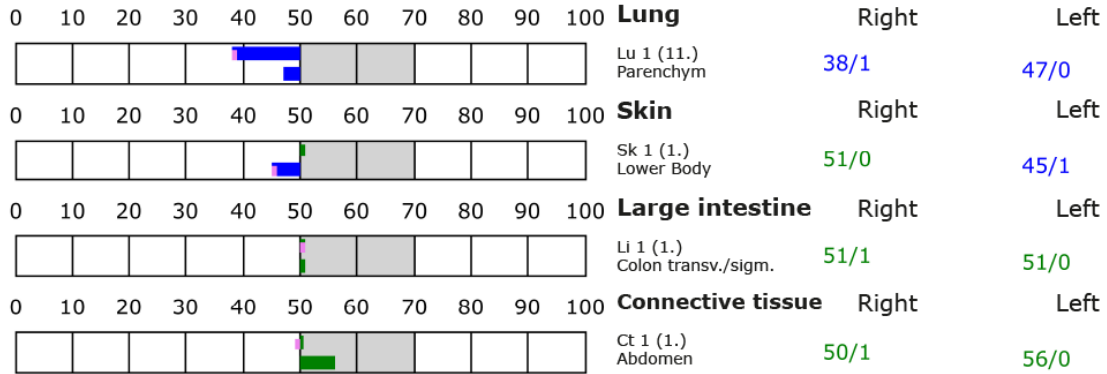 0 10 20 30 40 50 60 70 80 90 100 Lung Right Left
Lu 1 (11.)
Parenchym
38/1 47/0
0 10 20 30 40 50 60 70 80 90 100 Skin Right Left
Sk 1 (1.)
Lower Body
51/0 45/1
0 10 20 30 40 50 60 70 80 90 100 Large intestine Right Left
Li 1 (1.)
Colon transv./sigm.
51/1 51/0
0 10 20 30 40 50 60 70 80 90 100 Connective tissue Right Left
Ct 1 (1.)
Abdomen
50/1 56/0